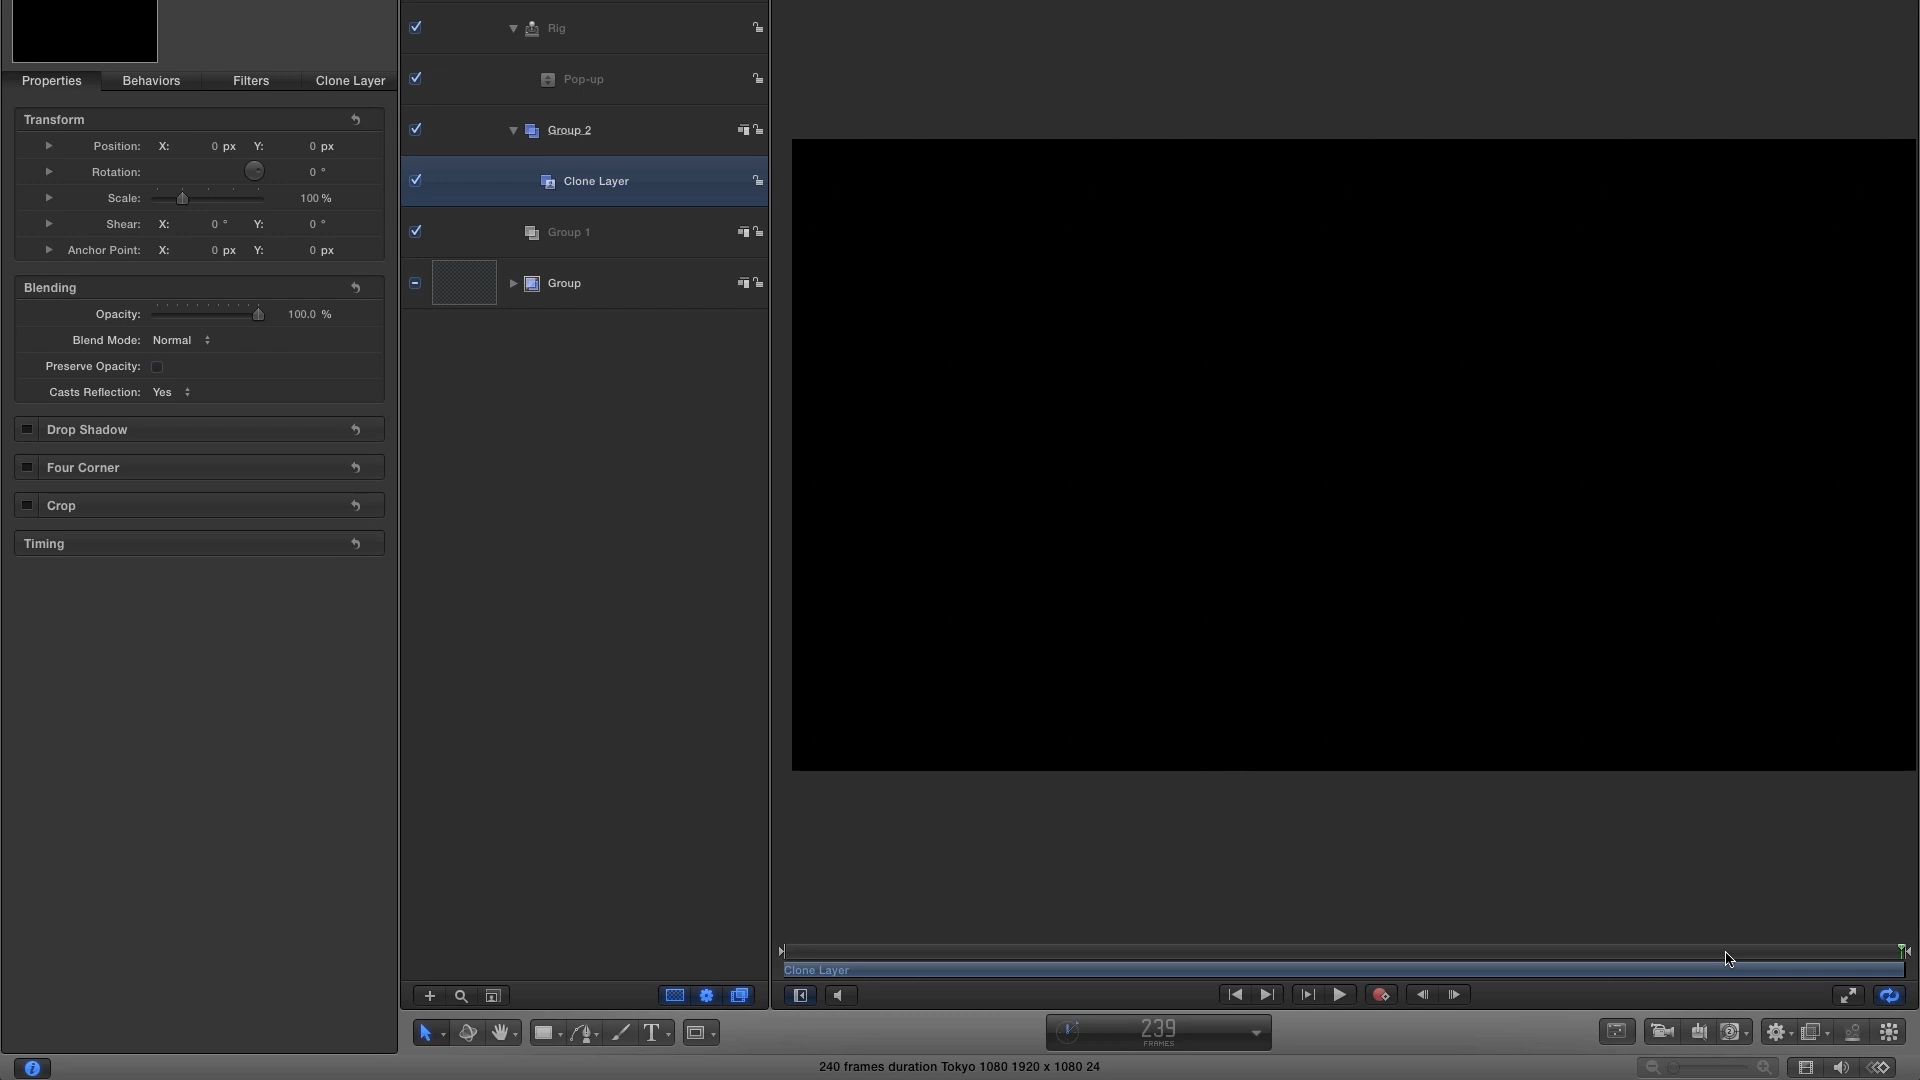 Properties Behaviors Filters Clone Layer
Transform
Position: X: 0 px Y: 0 px
Rotation: 0 °
Scale: 100 %
Shear: X: 0 ° Y: 0 °
Anchor Point: X: 0 px Y: 0 px
Blending
Opacity: 100.0 %
Blend Mode: Normal
Preserve Opacity:
Casts Reflection: Yes
Drop Shadow
Four Corner
Crop
Timing
Rig
Pop-up
Group 2
Clone Layer
Group 1
Group
Clone Layer
239
FRAMES
240 frames duration Tokyo 1080 1920 x 1080 24